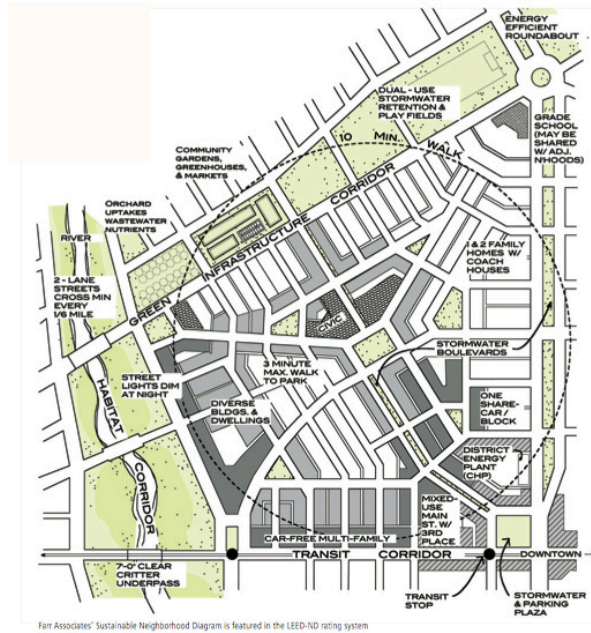 ENERGY
EFFICIENT
ROUNDABOUT
DUAL - USE
STORMWATER
RETENTION &
PLAY FIELDS
GRADE
SCHOOL
(MAY BE
SHARED
W/ ADJ.
N'HOODS)
10 MIN. WALK
COMMUNITY
GARDENS,
GREENHOUSES,
& MARKETS
ORCHARD
UPTAKES
WASTEWATER
NUTRIENTS
RIVER
GREEN INFRASTRUCTURE CORRIDOR
2 - LANE
STREETS
CROSS MIN
EVERY
1/6 MILE
1 & 2 FAMILY
HOMES W/
COACH
HOUSES
CIVIC
STORMWATER
BOULEVARDS
3 MINUTE
MAX. WALK
TO PARK
STREET
LIGHTS DIM
AT NIGHT
DIVERSE
BLDGS. &
DWELLINGS
ONE
SHARE-
CAR /
BLOCK
HABITAT
CORRIDOR
DISTRICT
ENERGY
PLANT
(CHP)
MIXED-
USE MAIN
ST. W/
3RD
PLACE
CAR-FREE MULTI-FAMILY
TRANSIT CORRIDOR
DOWNTOWN
7'-0" CLEAR
CRITTER
UNDERPASS
TRANSIT
STOP
STORMWATER
& PARKING
PLAZA
Farr Associates' Sustainable Neighborhood Diagram is featured in the LEED-ND rating system